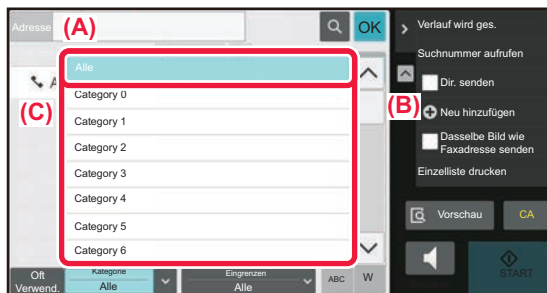 Adresse
(A)
OK
Verlauf wird ges.
Suchnummer aufrufen
Alle
A
Dir. senden
(C)
Category 0
(B)
Neu hinzufügen
Category 1
Category 2
Dasselbe Bild wie
Faxadresse senden
Category 3
Einzelliste drucken
Category 4
Category 5
Vorschau
CA
Category 6
Oft
Verwend.
Kategorie
Alle
Eingrenzen
Alle
ABC
W
START